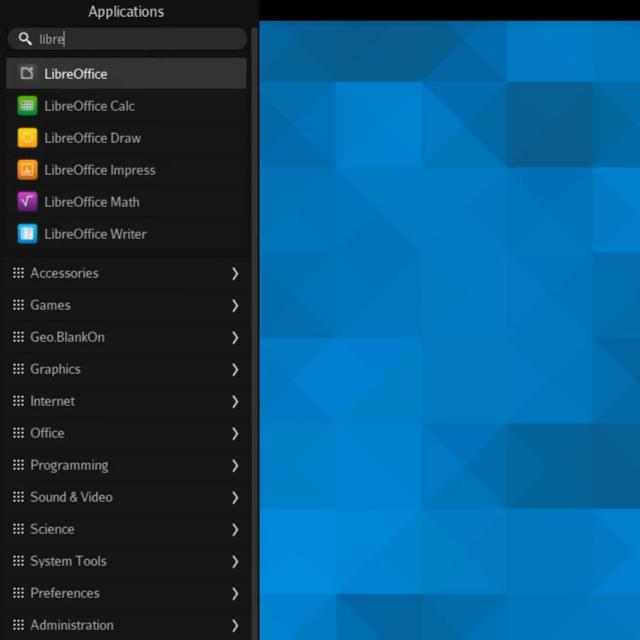 Applications
libre
LibreOffice
LibreOffice Calc
LibreOffice Draw
LibreOffice Impress
LibreOffice Math
LibreOffice Writer
Accessories
Games
Geo.BlankOn
Graphics
Internet
Office
Programming
Sound & Video
Science
System Tools
Preferences
Administration